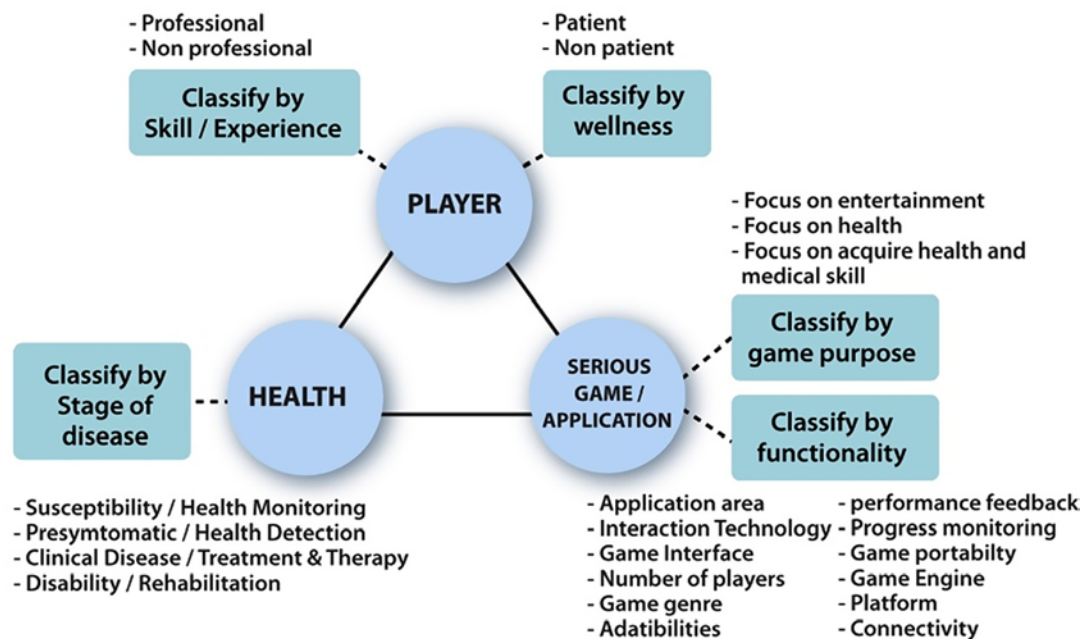 - Professional
- Non professional
Classify by
Skill / Experience
- Patient
- Non patient
Classify by
wellness
PLAYER
- Focus on entertainment
- Focus on health
- Focus on acquire health and
medical skill
Classify by
game purpose
Classify by
Stage of
disease
HEALTH
SERIOUS
GAME /
APPLICATION
Classify by
functionality
- Susceptibility / Health Monitoring
- Presymtomatic / Health Detection
- Clinical Disease / Treatment & Therapy
- Disability / Rehabilitation
- Application area
- Interaction Technology
- Game Interface
- Number of players
- Game genre
- Adatibilities
- performance feedback
- Progress monitoring
- Game portabilty
- Game Engine
- Platform
- Connectivity